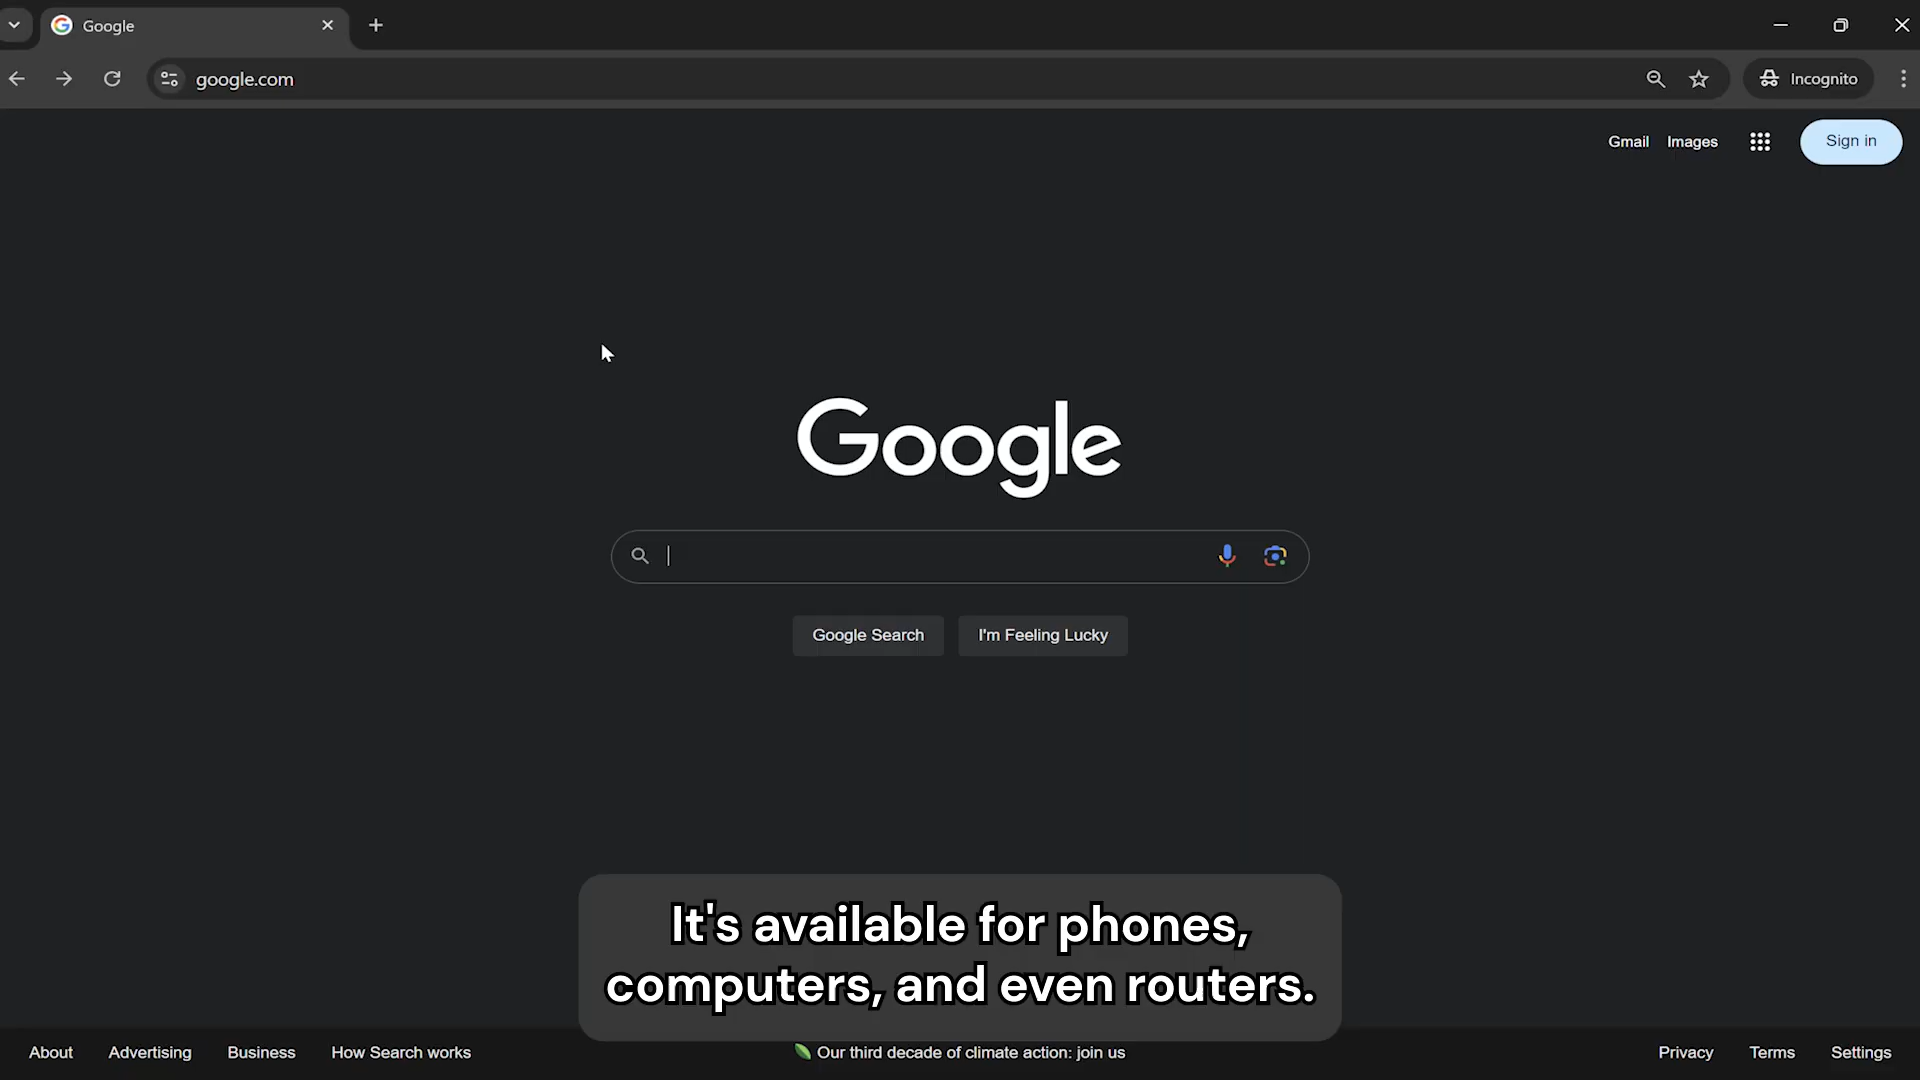 Google
google.com
Incognito
Gmail Images Sign in
Google
Google Search I'm Feeling Lucky
It's available for phones,
computers, and even routers.
About Advertising Business How Search works Our third decade of climate action: join us Privacy Terms Settings